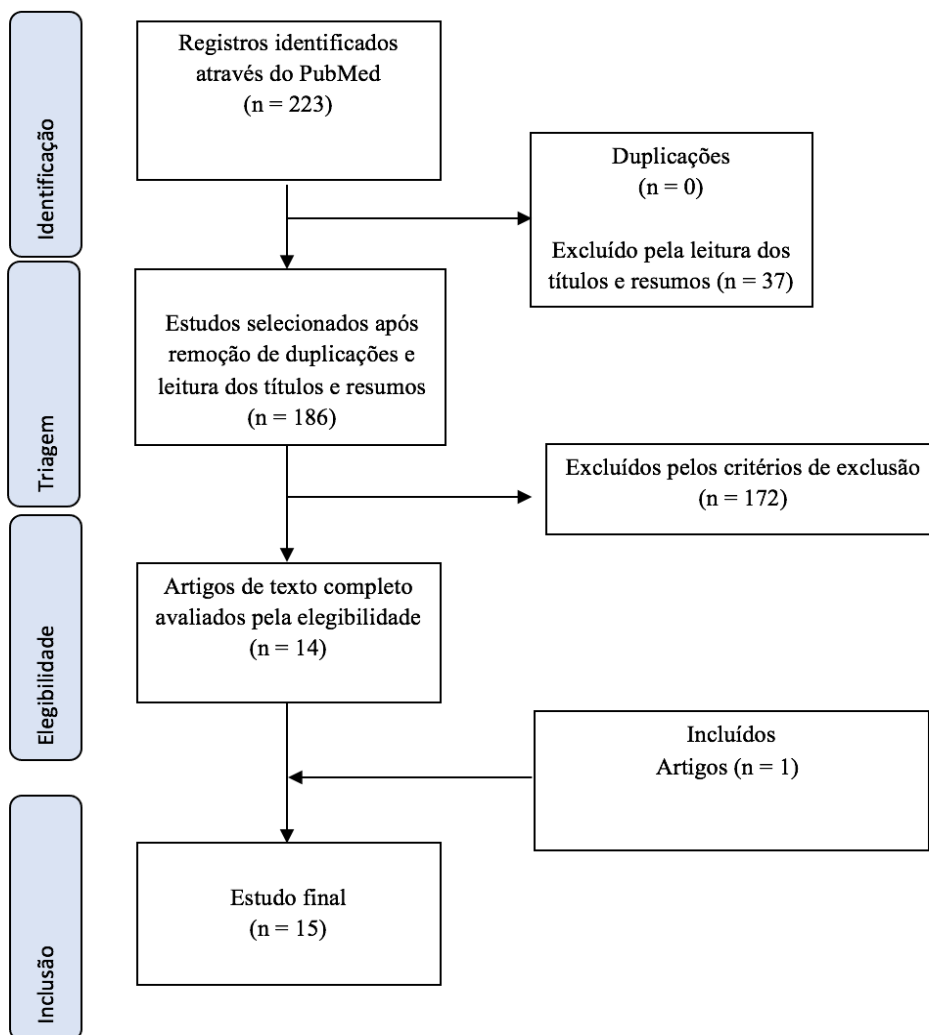 Identificação
Registros identificados
através do PubMed
(n = 223)
Duplicações
(n = 0)
Excluído pela leitura dos
títulos e resumos (n = 37)
Triagem
Estudos selecionados após
remoção de duplicações e
leitura dos títulos e resumos
(n = 186)
Excluídos pelos critérios de exclusão
(n = 172)
Elegibilidade
Artigos de texto completo
avaliados pela elegibilidade
(n = 14)
Incluídos
Artigos (n = 1)
Inclusão
Estudo final
(n = 15)